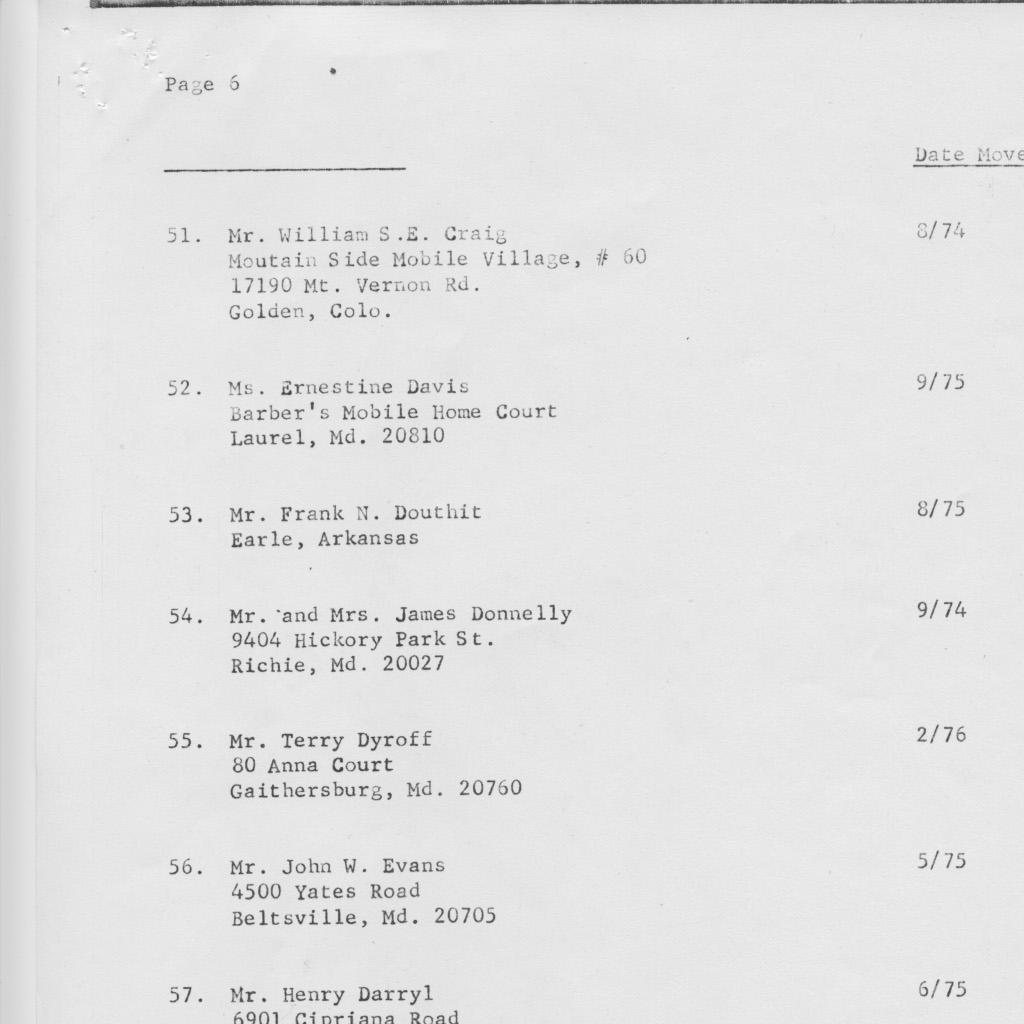 Page 6
Date Move
51. Mr. William S.E. Craig 8/74
Moutain Side Mobile Village, # 60
17190 Mt. Vernon Rd.
Golden, Colo.
52. Ms. Ernestine Davis 9/75
Barber's Mobile Home Court
Laurel, Md. 20810
53. Mr. Frank N. Douthit 8/75
Earle, Arkansas
54. Mr. and Mrs. James Donnelly 9/74
9404 Hickory Park St.
Richie, Md. 20027
55. Mr. Terry Dyroff 2/76
80 Anna Court
Gaithersburg, Md. 20760
56. Mr. John W. Evans 5/75
4500 Yates Road
Beltsville, Md. 20705
57. Mr. Henry Darryl 6/75
6901 Cipriana Road